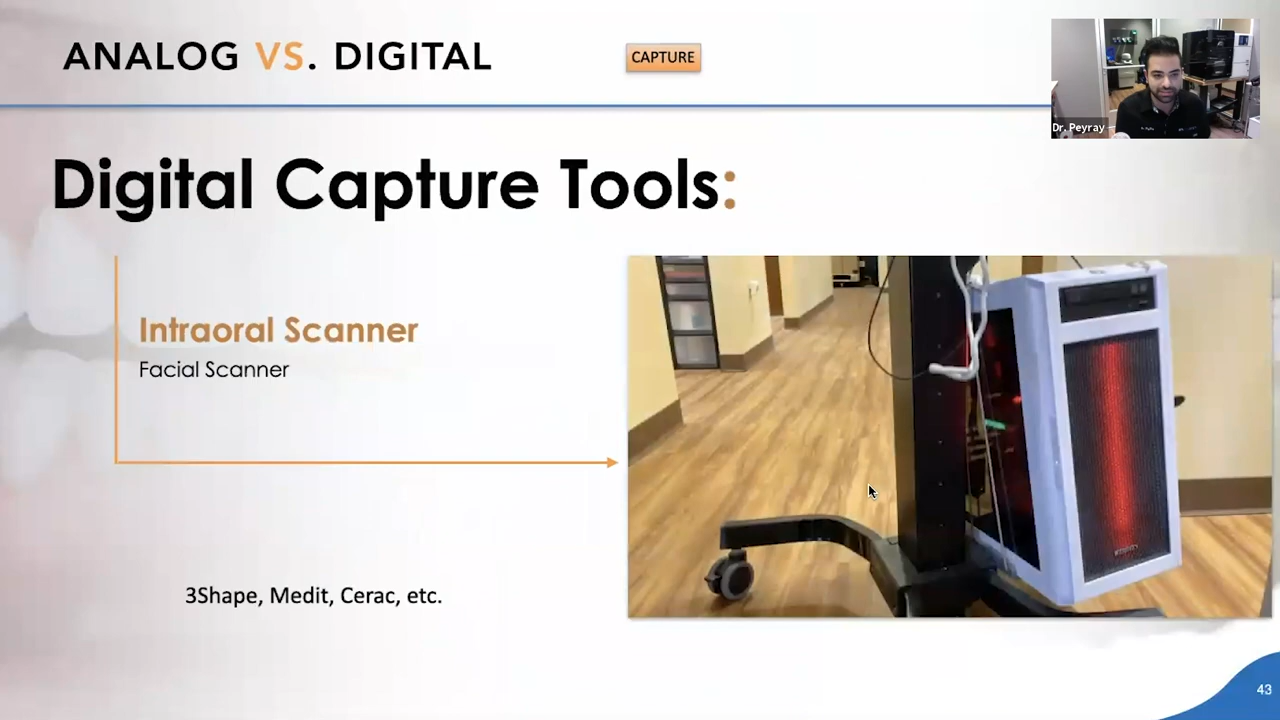 ANALOG VS. DIGITAL
CAPTURE
Dr. Peyray
Digital Capture Tools:
Intraoral Scanner
Facial Scanner
3Shape, Medit, Cerac, etc.
43